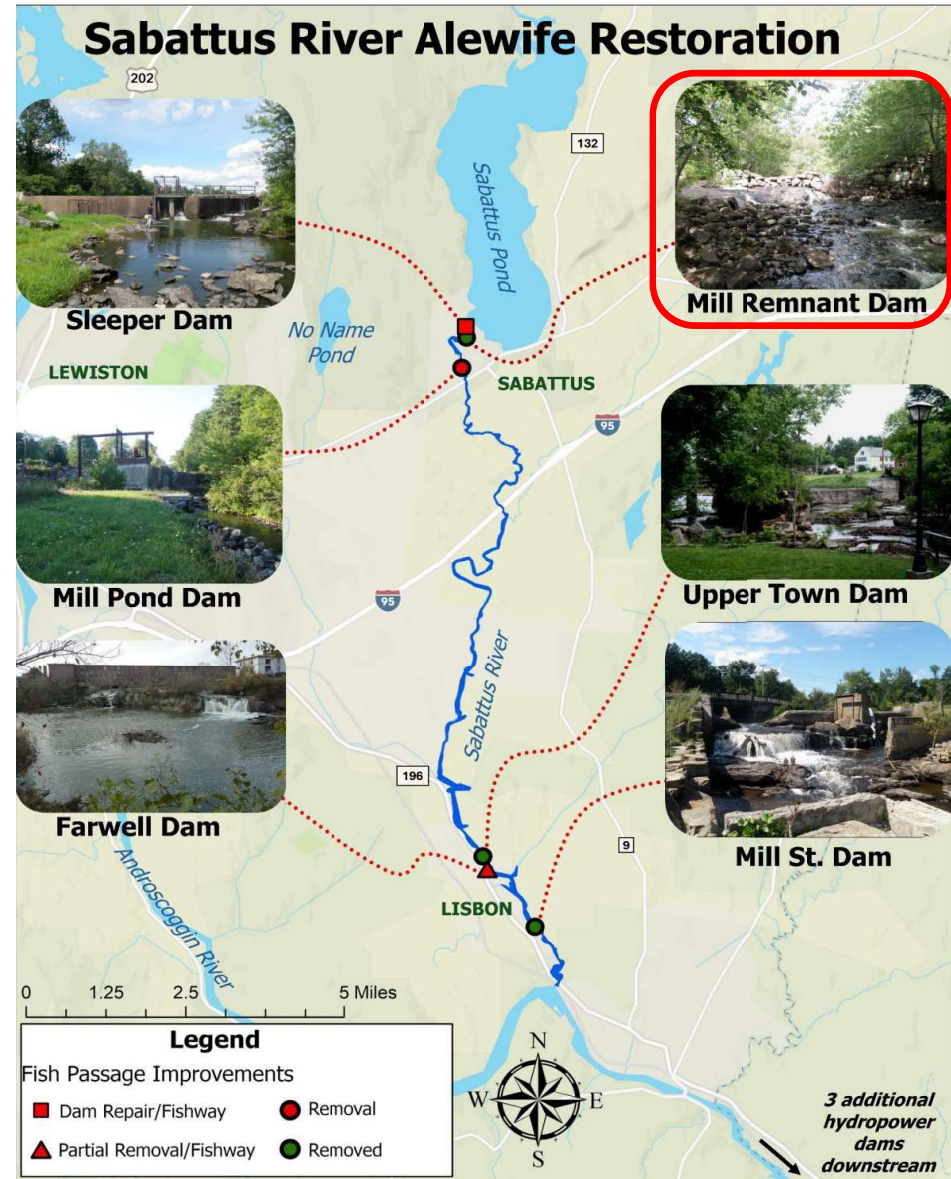 Sabattus River Alewife Restoration
202
132
Sabattus Pond
Sleeper Dam
Mill Remnant Dam
No Name
Pond
LEWISTON
SABATTUS
95
Mill Pond Dam
Upper Town Dam
95
Sabattus River
196
Farwell Dam
Mill St. Dam
9
Androscoggin River
LISBON
0 1.25 2.5 5 Miles
Legend
Fish Passage Improvements
Dam Repair/Fishway
Removal
Partial Removal/Fishway
Removed
N
W E
S
3 additional
hydropower
dams
downstream